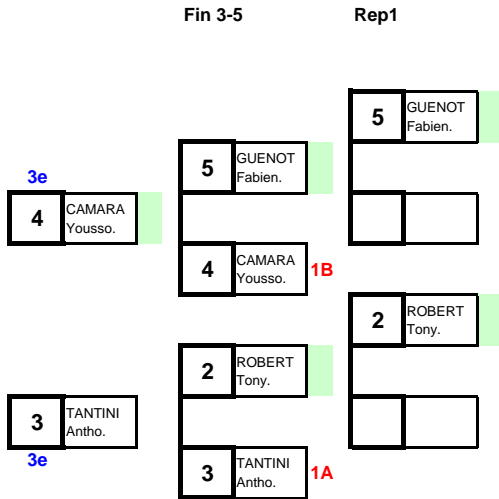 Fin 3-5 Rep1
5 GUENOT
Fabien.
5 GUENOT
Fabien.
3e
4 CAMARA
Yousso.
4 CAMARA
Yousso. 1B
2 ROBERT
Tony.
2 ROBERT
Tony.
3 TANTINI
Antho.
3e
3 TANTINI
Antho. 1A